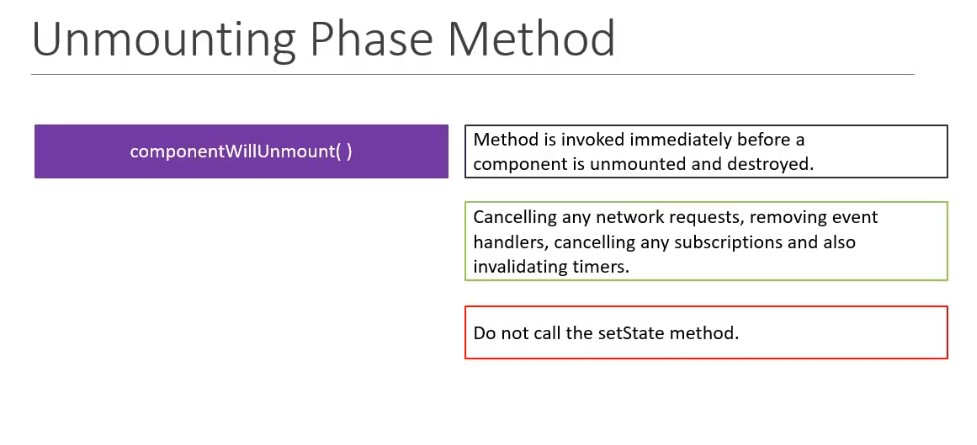 Unmounting Phase Method
componentWillUnmount( )
Method is invoked immediately before a
component is unmounted and destroyed.
Cancelling any network requests, removing event
handlers, cancelling any subscriptions and also
invalidating timers.
Do not call the setState method.